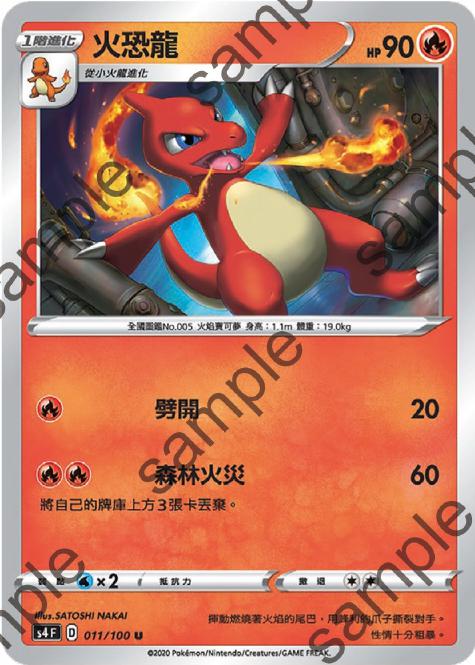 1階進化
火恐龍
HP 90
從小火龍進化
全國圖鑑No.005 火焰寶可夢 身高：1.1m 體重：19.0kg
劈開 20
森林火災 60
將自己的牌庫上方3張卡丟棄。
弱點 ×2 抵抗力 撤退
Illus. SATOSHI NAKAI
揮動燃燒著火焰的尾巴，用鋒利的爪子撕裂對手。
性情十分粗暴。
s4 F D 011/100 U
©2020 Pokémon/Nintendo/Creatures/GAME FREAK.
sample
sample
sample
sample
sample
sample